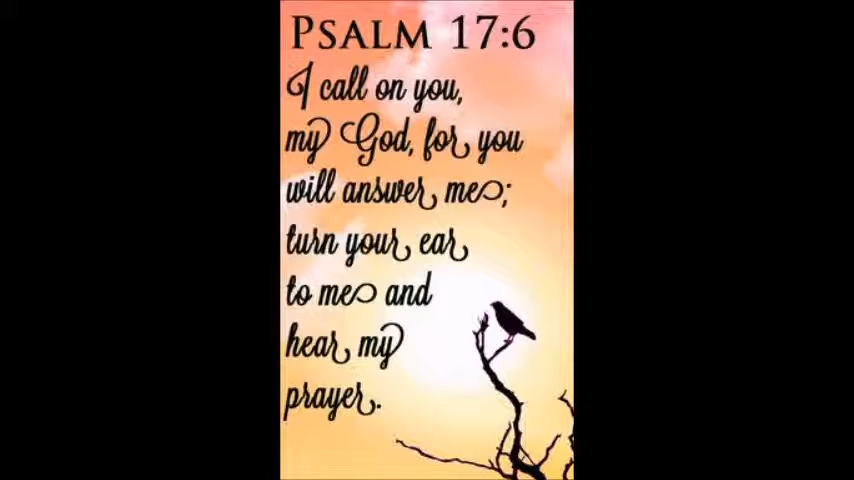 PSALM 17:6
I call on you,
my God, for you
will answer me;
turn your ear
to me and
hear my
prayer.